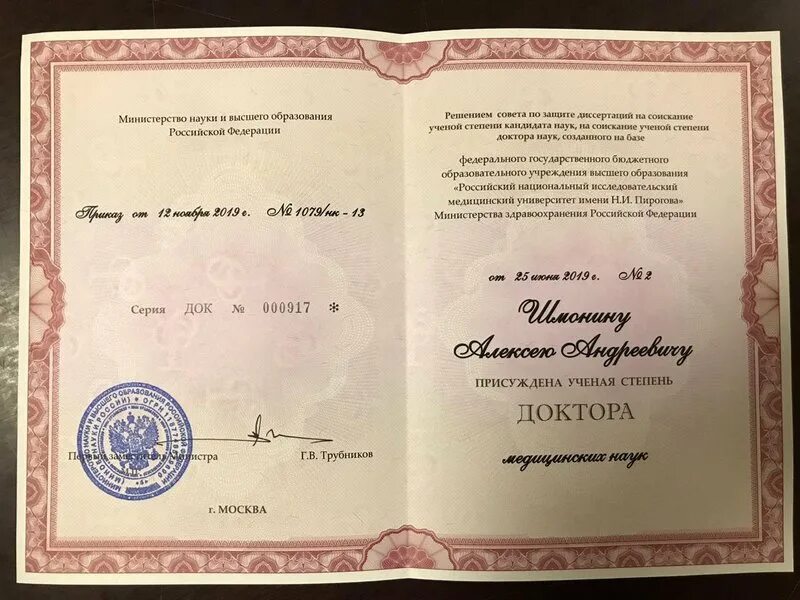 Министерство науки и высшего образования
Российской Федерации
Приказ от 12 ноября 2019 г. № 1079/нк - 13
Серия ДОК № 000917 *
Первый заместитель Министра
Г.В. Трубников
г. МОСКВА
Решением совета по защите диссертаций на соискание
ученой степени кандидата наук, на соискание ученой степени
доктора наук, созданного на базе
федерального государственного бюджетного
образовательного учреждения высшего образования
«Российский национальный исследовательский
медицинский университет имени Н.И. Пирогова»
Министерства здравоохранения Российской Федерации
от 25 июня 2019 г. № 2
Шмонину
Алексею Андреевичу
ПРИСУЖДЕНА УЧЕНАЯ СТЕПЕНЬ
ДОКТОРА
медицинских наук